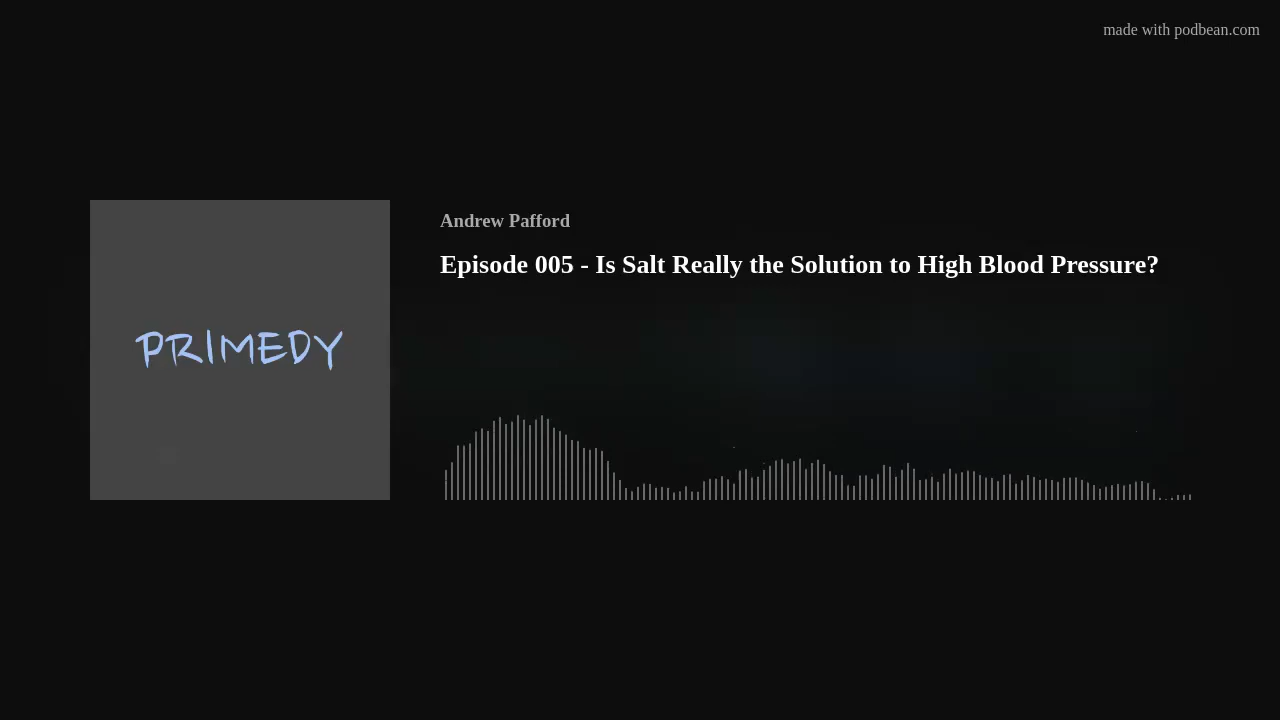 made with podbean.com
Andrew Pafford
Episode 005 - Is Salt Really the Solution to High Blood Pressure?
PRIMEDY